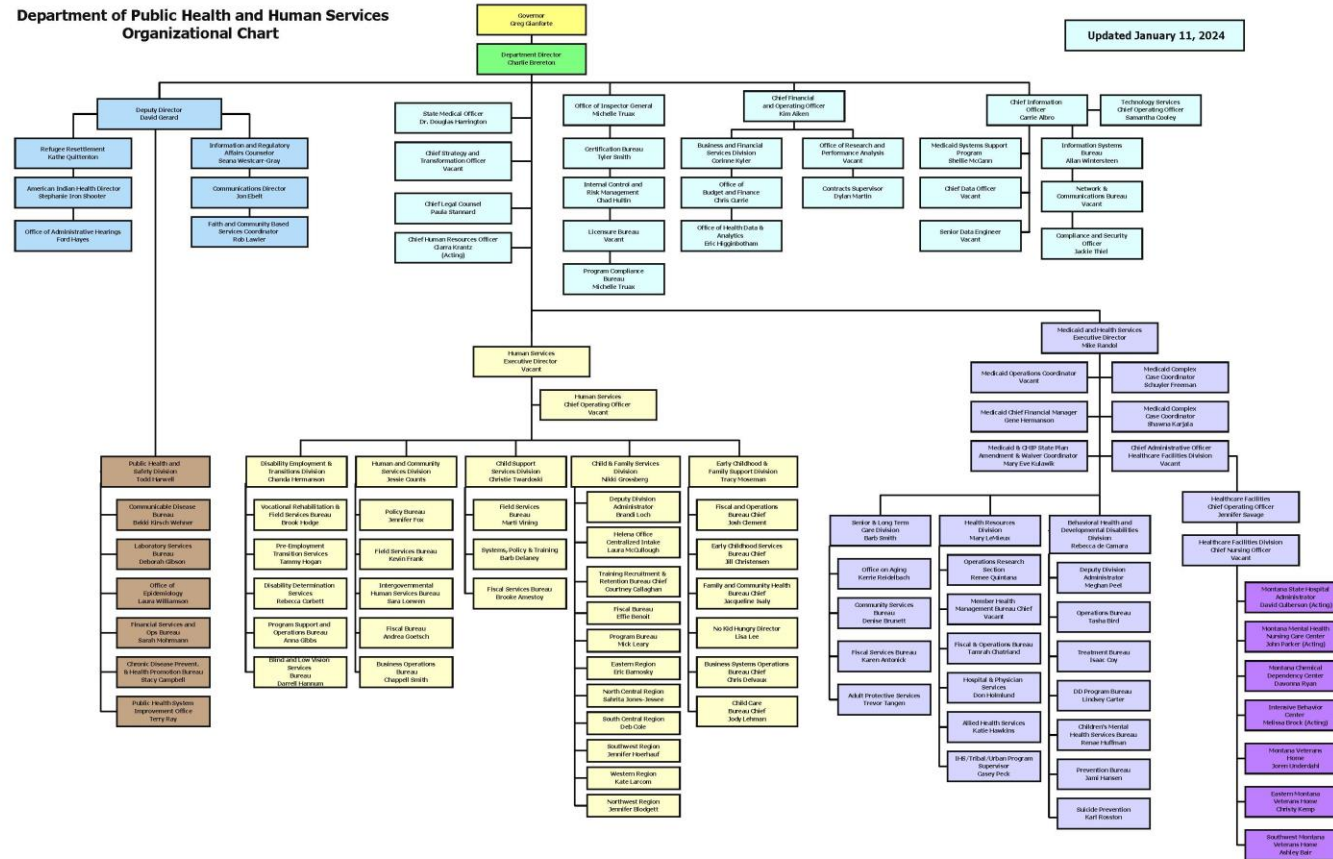 Department of Public Health and Human Services
Organizational Chart
Governor
Greg Gianforte
Department Director
Charlie Brereton
Updated January 11, 2024
Deputy Director
David Gerard
Refugee Resettlement
Kathe Quittenton
American Indian Health Director
Stephanie Iron Shooter
Office of Administrative Hearings
Ford Hayes
Information and Regulatory
Affairs Counselor
Seana Westcarr-Gray
Communications Director
Jon Ebelt
Faith and Community Based
Services Coordinator
Rob Lawler
State Medical Officer
Dr. Douglas Harrington
Chief Strategy and
Transformation Officer
Vacant
Chief Legal Counsel
Paula Stannard
Chief Human Resources Officer
Ciarra Krantz
(Acting)
Office of Inspector General
Michelle Truax
Certification Bureau
Tyler Smith
Internal Control and
Risk Management
Chad Hultin
Licensure Bureau
Vacant
Program Compliance
Bureau
Michelle Truax
Chief Financial
and Operating Officer
Kim Aiken
Business and Financial
Services Division
Corinne Kyler
Office of
Budget and Finance
Chris Currie
Office of Health Data &
Analytics
Eric Higginbotham
Office of Research and
Performance Analysis
Vacant
Contracts Supervisor
Dylan Martin
Chief Information
Officer
Carrie Albro
Technology Services
Chief Operating Officer
Samantha Cooley
Medicaid Systems Support
Program
Shellie McCann
Chief Data Officer
Vacant
Senior Data Engineer
Vacant
Information Systems
Bureau
Allan Wintersteen
Network &
Communications Bureau
Vacant
Compliance and Security
Officer
Jackie Thiel
Human Services
Executive Director
Vacant
Human Services
Chief Operating Officer
Vacant
Medicaid and Health Services
Executive Director
Mike Randol
Medicaid Operations Coordinator
Vacant
Medicaid Complex
Case Coordinator
Schuyler Freeman
Medicaid Chief Financial Manager
Gene Hermanson
Medicaid Complex
Case Coordinator
Shawna Karjala
Medicaid & CHIP State Plan
Amendment & Waiver Coordinator
Mary Eve Kulawik
Chief Administrative Officer
Healthcare Facilities Division
Vacant
Public Health and
Safety Division
Todd Harwell
Communicable Disease
Bureau
Bekki Kirsch Wehner
Laboratory Services
Bureau
Deborah Gibson
Office of
Epidemiology
Laura Williamson
Financial Services and
Ops Bureau
Sarah Mohrmann
Chronic Disease Prevent.
& Health Promotion Bureau
Stacy Campbell
Public Health System
Improvement Office
Terry Ray
Disability Employment &
Transitions Division
Chanda Hermanson
Vocational Rehabilitation &
Field Services Bureau
Brook Hodge
Pre-Employment
Transition Services
Tammy Hogan
Disability Determination
Services
Rebecca Corbett
Program Support and
Operations Bureau
Anna Gibbs
Blind and Low Vision
Services
Bureau
Darrell Hannum
Human and Community
Services Division
Jessie Counts
Policy Bureau
Jennifer Fox
Field Services Bureau
Kevin Frank
Intergovernmental
Human Services Bureau
Sara Loewen
Fiscal Bureau
Andrea Goetsch
Business Operations
Bureau
Chappell Smith
Child Support
Services Division
Christie Twardoski
Field Services
Bureau
Marti Vining
Systems, Policy & Training
Barb Delaney
Fiscal Services Bureau
Brooke Amestoy
Child & Family Services
Division
Nikki Grossberg
Deputy Division
Administrator
Brandi Loch
Helena Office
Centralized Intake
Laura McCullough
Training Recruitment &
Retention Bureau Chief
Courtney Callaghan
Fiscal Bureau
Effie Benoit
Program Bureau
Mick Leary
Eastern Region
Eric Barnosky
North Central Region
Sahrita Jones-Jessee
South Central Region
Deb Cole
Southwest Region
Jennifer Hoerhauf
Western Region
Kate Larcom
Northwest Region
Jennifer Blodgett
Early Childhood &
Family Support Division
Tracy Moseman
Fiscal and Operations
Bureau Chief
Josh Clement
Early Childhood Services
Bureau Chief
Jill Christensen
Family and Community Health
Bureau Chief
Jacqueline Isaly
No Kid Hungry Director
Lisa Lee
Business Systems Operations
Bureau Chief
Chris Delvaux
Child Care
Bureau Chief
Jody Lehman
Senior & Long Term
Care Division
Barb Smith
Office on Aging
Kerrie Reidelbach
Community Services
Bureau
Denise Brunett
Fiscal Services Bureau
Karen Antonick
Adult Protective Services
Trevor Tangen
Health Resources
Division
Mary LeMieux
Operations Research
Section
Renee Quintana
Member Health
Management Bureau Chief
Vacant
Fiscal & Operations Bureau
Tamrah Chatriand
Hospital & Physician
Services
Don Holmlund
Allied Health Services
Katie Hawkins
IHS/Tribal/Urban Program
Supervisor
Casey Peck
Behavioral Health and
Developmental Disabilities
Division
Rebecca de Camara
Deputy Division
Administrator
Meghan Peel
Operations Bureau
Tasha Bird
Treatment Bureau
Isaac Coy
DD Program Bureau
Lindsey Carter
Children's Mental
Health Services Bureau
Renae Huffman
Prevention Bureau
Jami Hansen
Suicide Prevention
Karl Rosston
Healthcare Facilities
Chief Operating Officer
Jennifer Savage
Healthcare Facilities Division
Chief Nursing Officer
Vacant
Montana State Hospital
Administrator
David Culberson (Acting)
Montana Mental Health
Nursing Care Center
John Parker (Acting)
Montana Chemical
Dependency Center
Davonna Ryan
Intensive Behavior
Center
Melissa Brock (Acting)
Montana Veterans
Home
Joren Underdahl
Eastern Montana
Veterans Home
Christy Kemp
Southwest Montana
Veterans Home
Ashley Bair